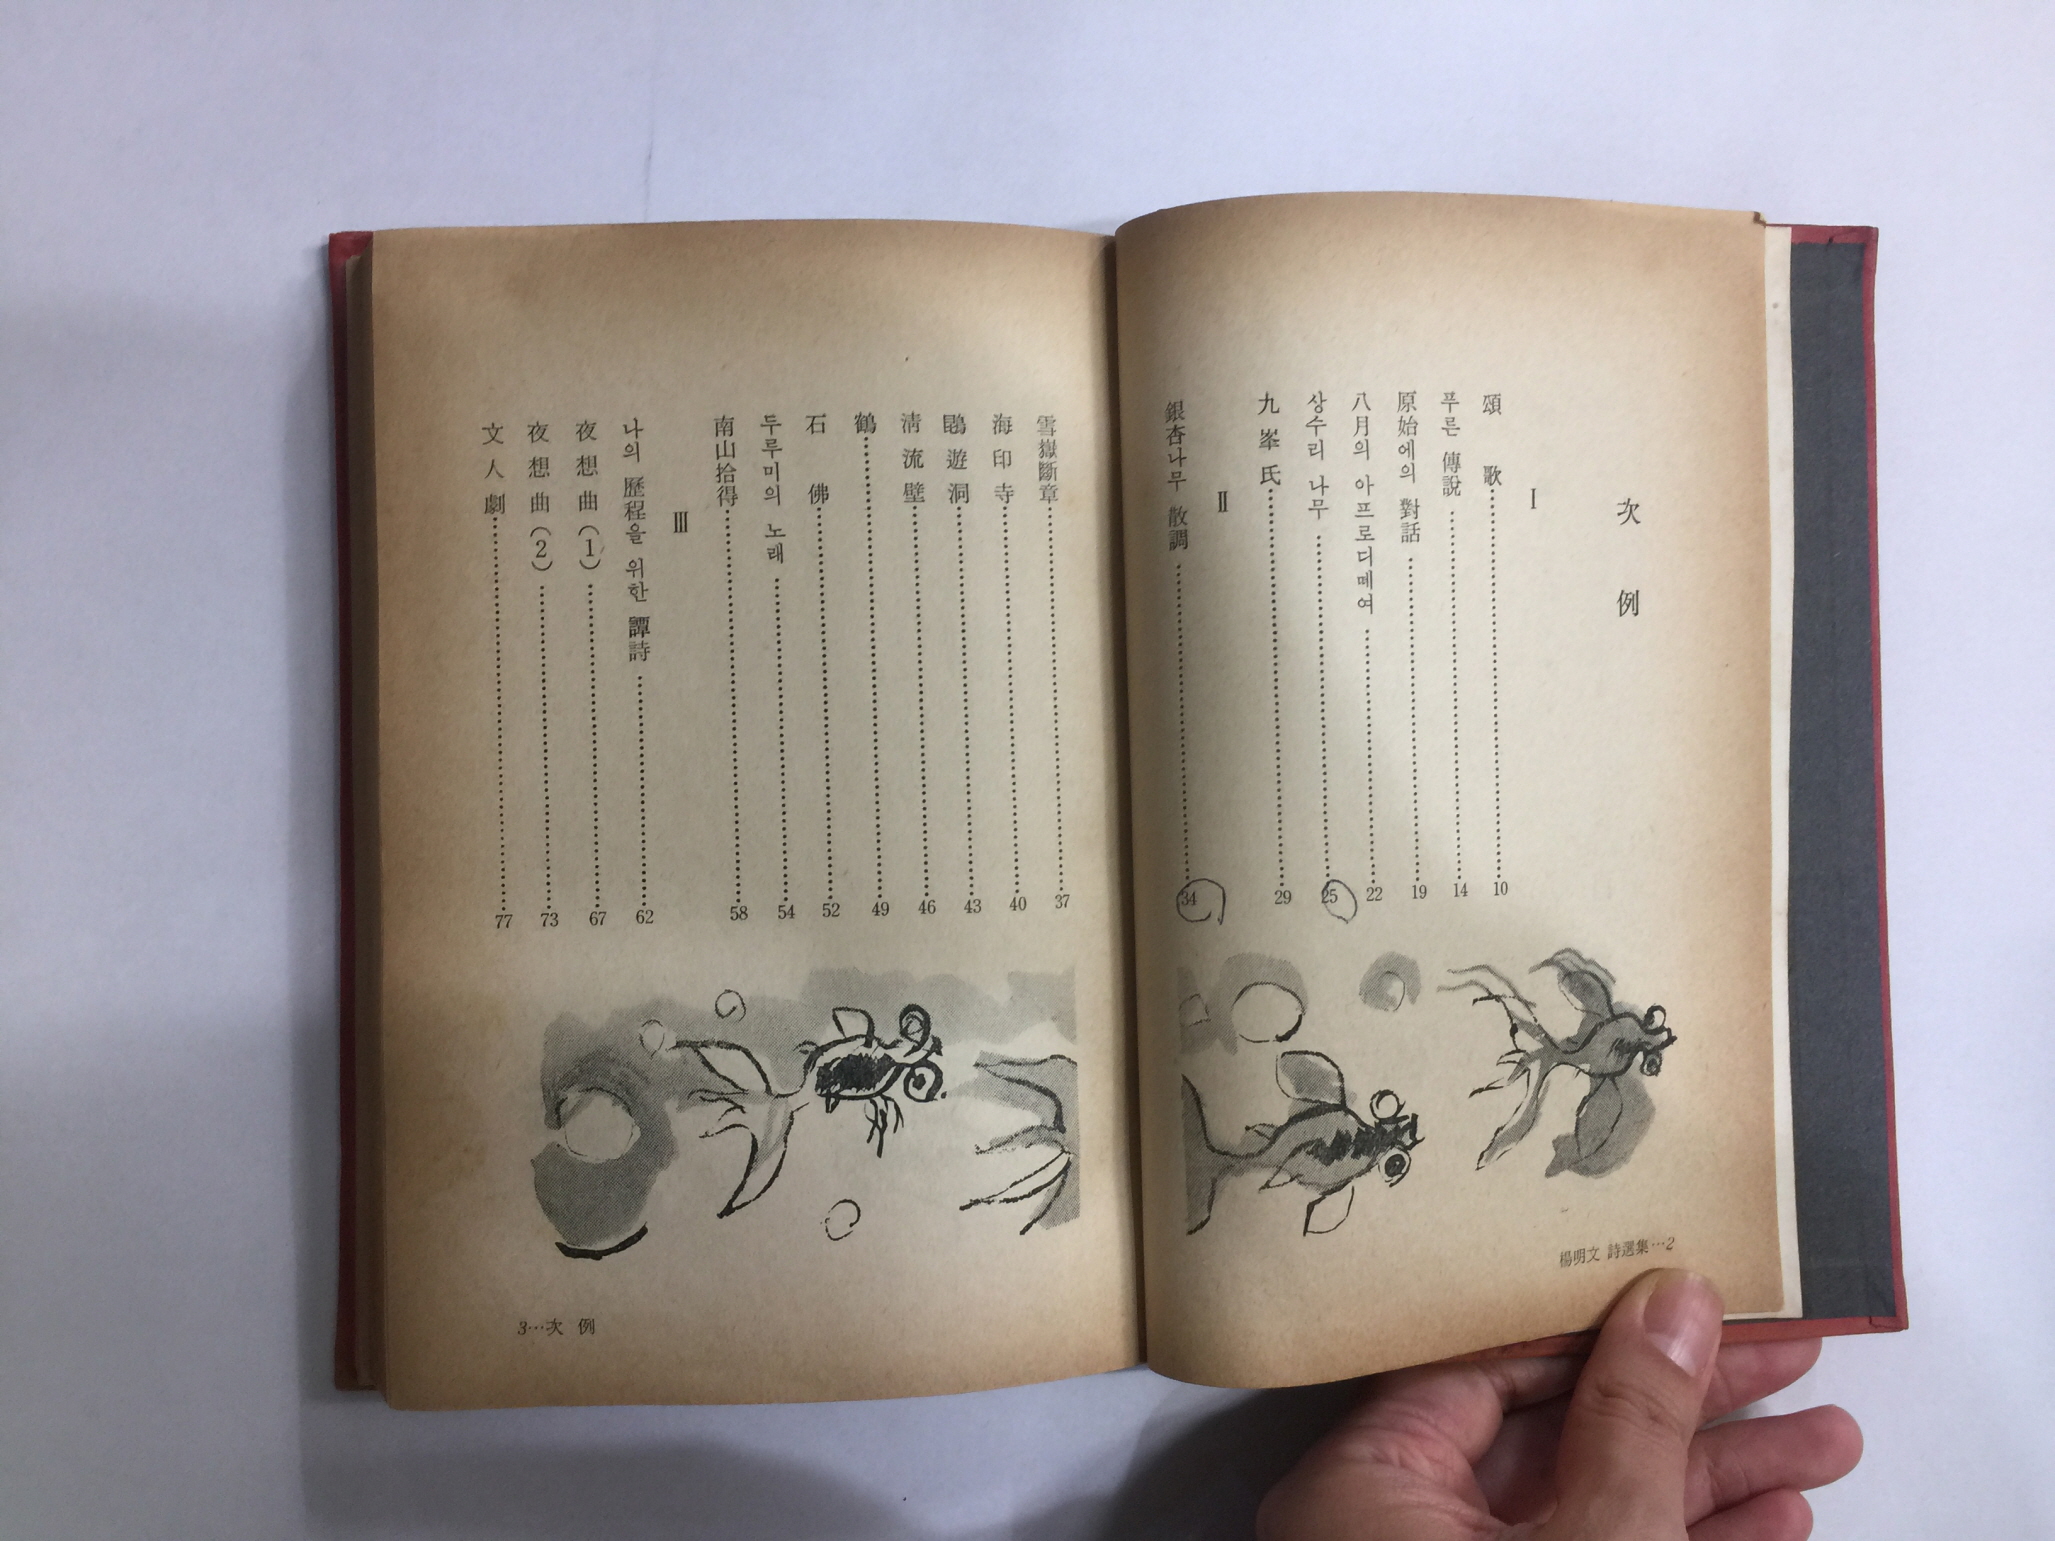 次例
I
頌歌……10
푸른 傳說……14
原始에의 對話……19
八月의 아프로디떼여……22
상수리 나무……25
九峯氏……29
II
銀杏나무 散調……34
楊明文 詩選集…2
雪嶽斷章……37
海印寺……40
鵾遊洞……43
淸流壁……46
鶴……49
石佛……52
두루미의 노래……54
南山拾得……58
III
나의 歷程을 위한 譚詩……62
夜想曲(1)……67
夜想曲(2)……73
文人劇……77
3…次例